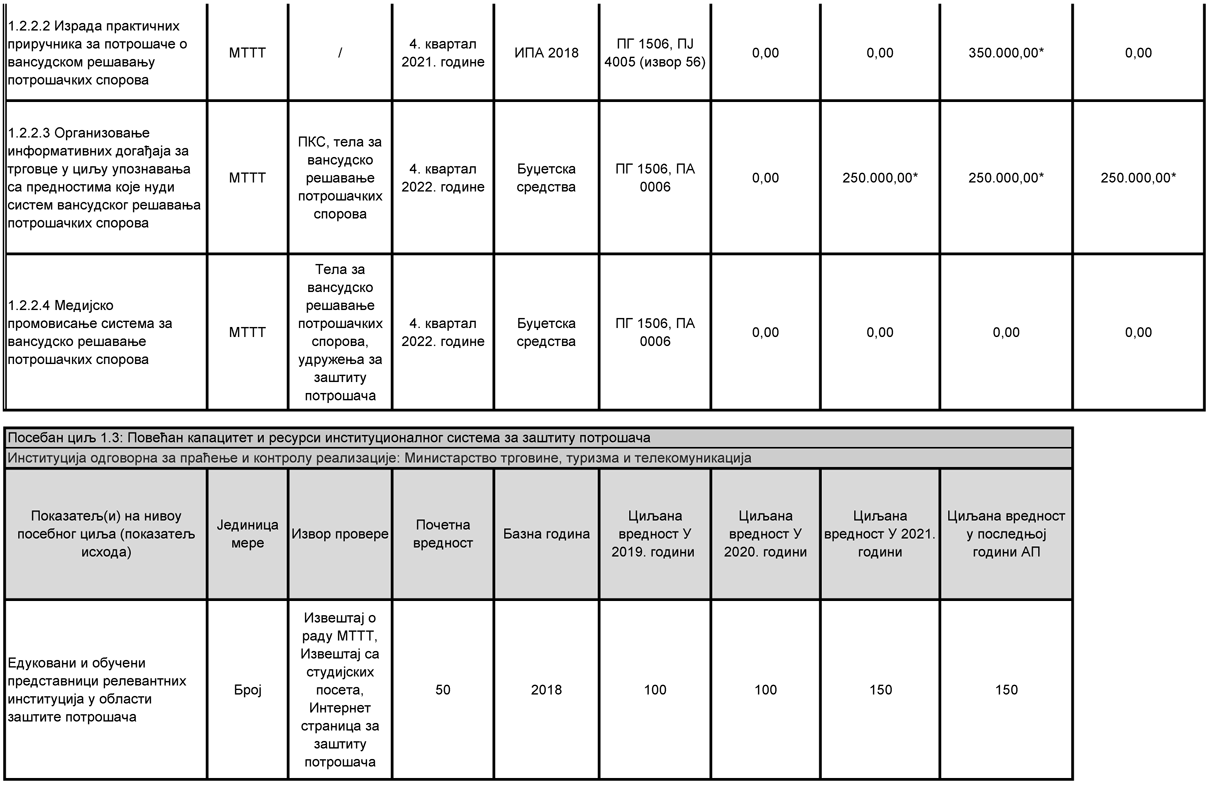 1.2.2.2 Израда практичних
приручника за потрошаче о
вансудском решавању
потрошачких спорова
МТТТ
/
4. квартал
2021. године
ИПА 2018
ПГ 1506, ПЈ
4005 (извор 56)
0,00
0,00
350.000,00*
0,00
1.2.2.3 Организовање
информативних догађаја за
трговце у циљу упознавања
са предностима које нуди
систем вансудског решавања
потрошачких спорова
МТТТ
ПКС, тела за
вансудско
решавање
потрошачких
спорова
4. квартал
2022. године
Буџетска
средства
ПГ 1506, ПА
0006
0,00
250.000,00*
250.000,00*
250.000,00*
1.2.2.4 Медијско
промовисање система за
вансудско решавање
потрошачких спорова
МТТТ
Тела за
вансудско
решавање
потрошачких
спорова,
удружења за
заштиту
потрошача
4. квартал
2022. године
Буџетска
средства
ПГ 1506, ПА
0006
0,00
0,00
0,00
0,00
Посебан циљ 1.3: Повећан капацитет и ресурси институционалног система за заштиту потрошача
Институција одговорна за праћење и контролу реализације: Министарство трговине, туризма и телекомуникација
Показатељ(и) на нивоу
посебног циља (показатељ
исхода)
Јединица
мере
Извор провере
Почетна
вредност
Базна година
Циљана
вредност У
2019. години
Циљана
вредност У
2020. години
Циљана
вредност У 2021.
години
Циљана вредност
у последњој
години АП
Едуковани и обучени
представници релевантних
институција у области
заштите потрошача
Број
Извештај о
раду МТТТ,
Извештај са
студијских
посета,
Интернет
страница за
заштиту
потрошача
50
2018
100
100
150
150